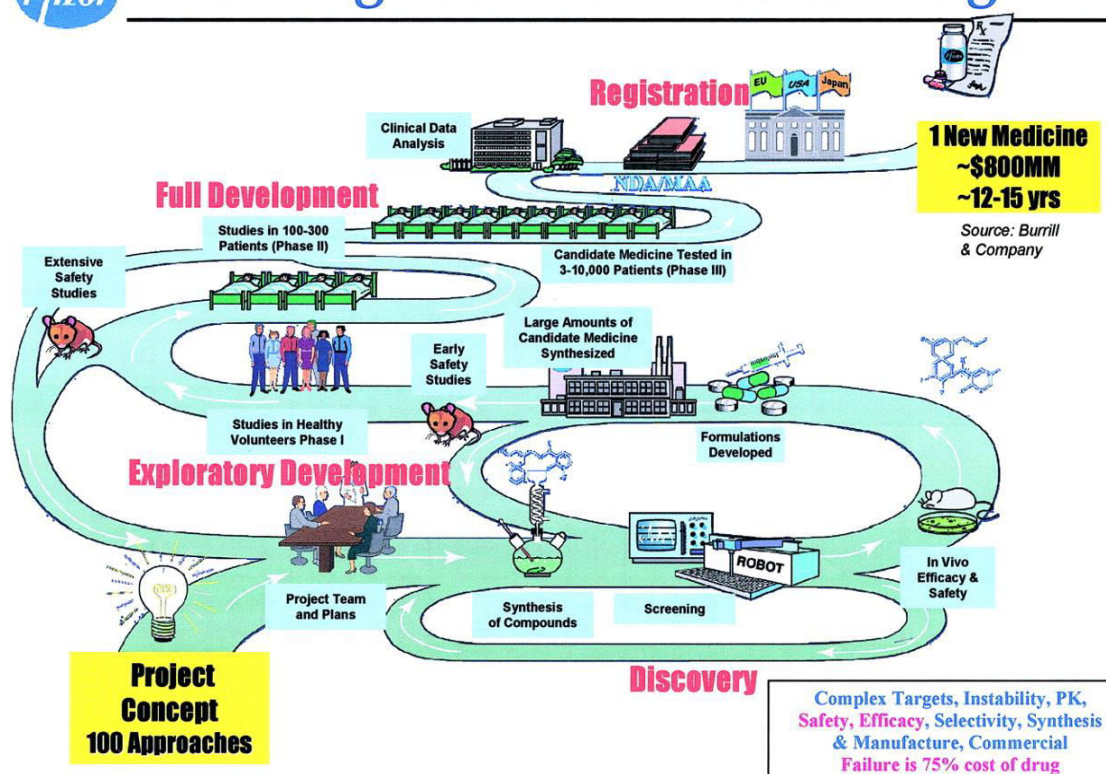 Registration
EU
USA
Japan
Clinical Data
Analysis
NDA/MAA
1 New Medicine
~$800MM
~12-15 yrs
Source: Burrill
& Company
Full Development
Studies in 100-300
Patients (Phase II)
Candidate Medicine Tested in
3-10,000 Patients (Phase III)
Extensive
Safety
Studies
Large Amounts of
Candidate Medicine
Synthesized
Early
Safety
Studies
Studies in Healthy
Volunteers Phase I
Formulations
Developed
Exploratory Development
ROBOT
In Vivo
Efficacy &
Safety
Project Team
and Plans
Synthesis
of Compounds
Screening
Project
Concept
100 Approaches
Discovery
Complex Targets, Instability, PK,
Safety, Efficacy, Selectivity, Synthesis
& Manufacture, Commercial
Failure is 75% cost of drug